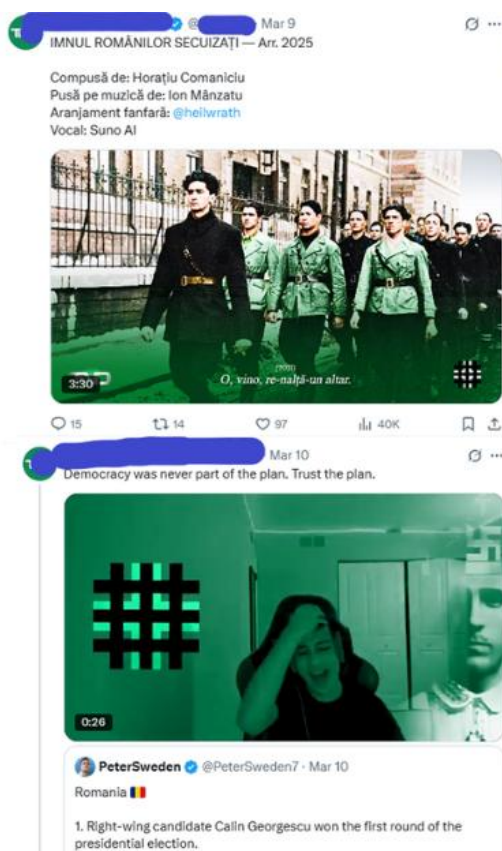 @ · Mar 9
IMNUL ROMÂNILOR SECUIZAȚI — Arr. 2025
Compusă de: Horațiu Comaniciu
Pusă pe muzică de: Ion Mânzatu
Aranjament fanfară: @heilwrath
Vocal: Suno AI
O, vino, re-nalță-un altar.
3:30
15 14 97 40K
Mar 10
Democracy was never part of the plan. Trust the plan.
0:26
PeterSweden @PeterSweden7 · Mar 10
Romania
1. Right-wing candidate Calin Georgescu won the first round of the
presidential election.